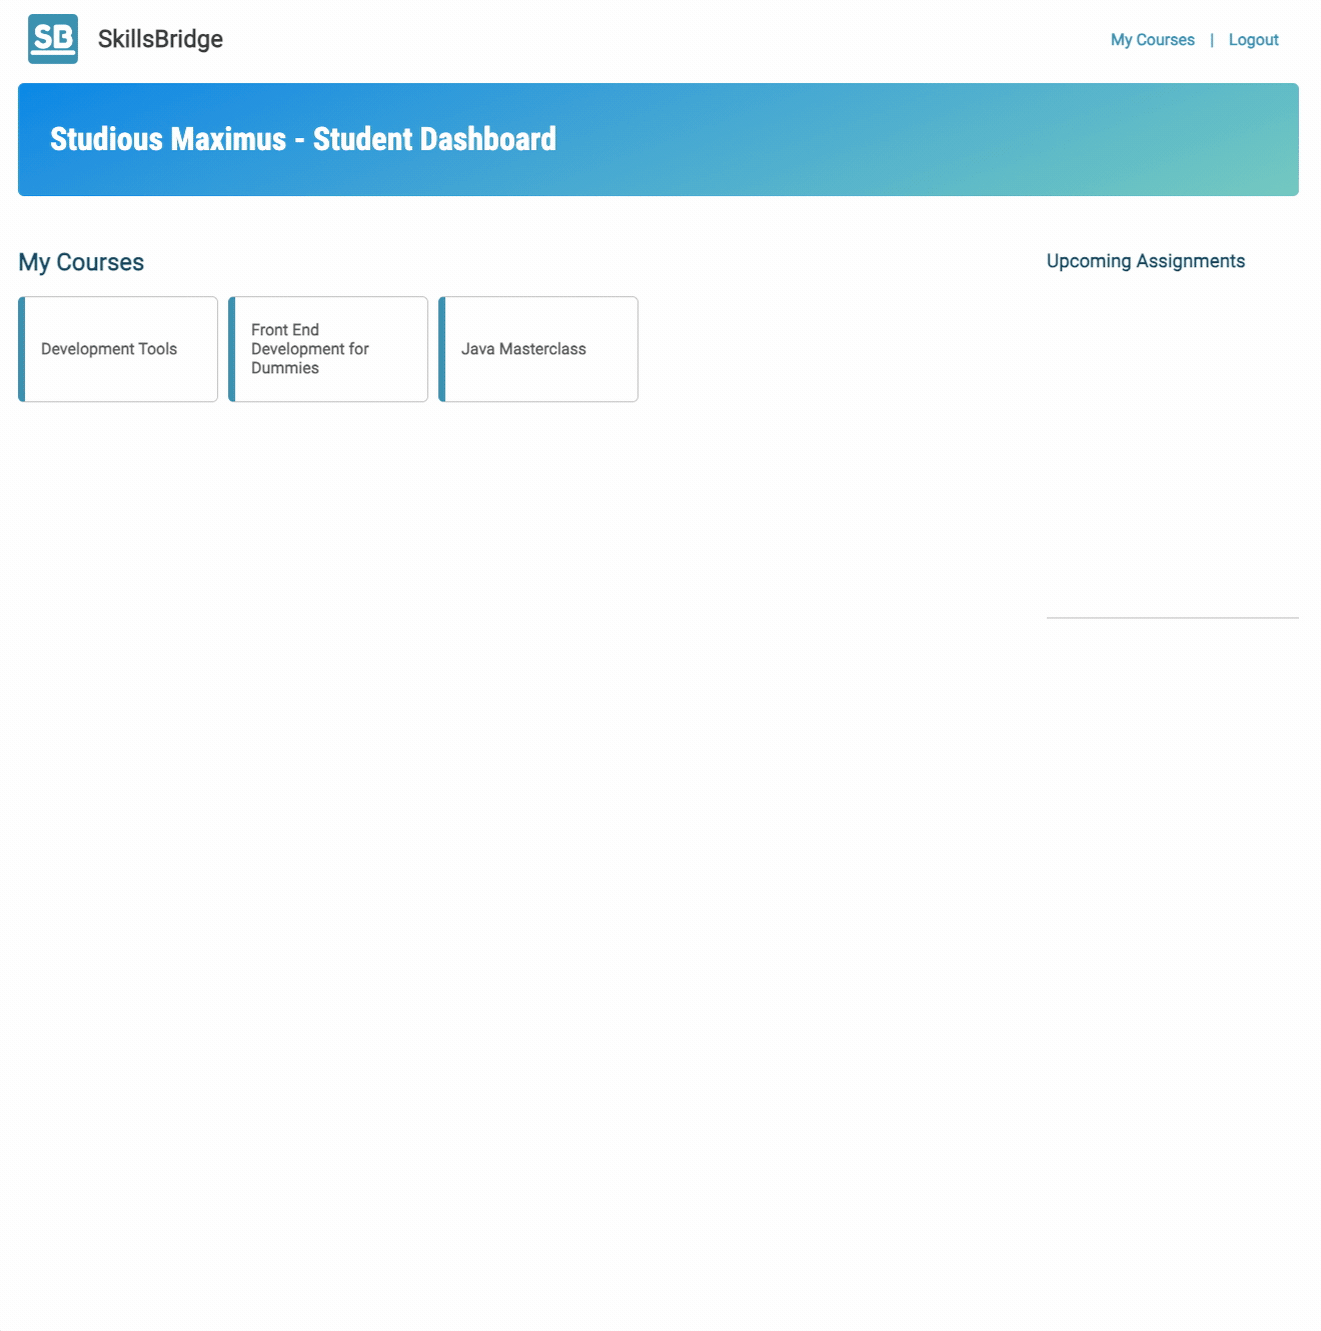 SB
SkillsBridge
My Courses | Logout
Studious Maximus - Student Dashboard
My Courses
Upcoming Assignments
Development Tools
Front End
Development for
Dummies
Java Masterclass